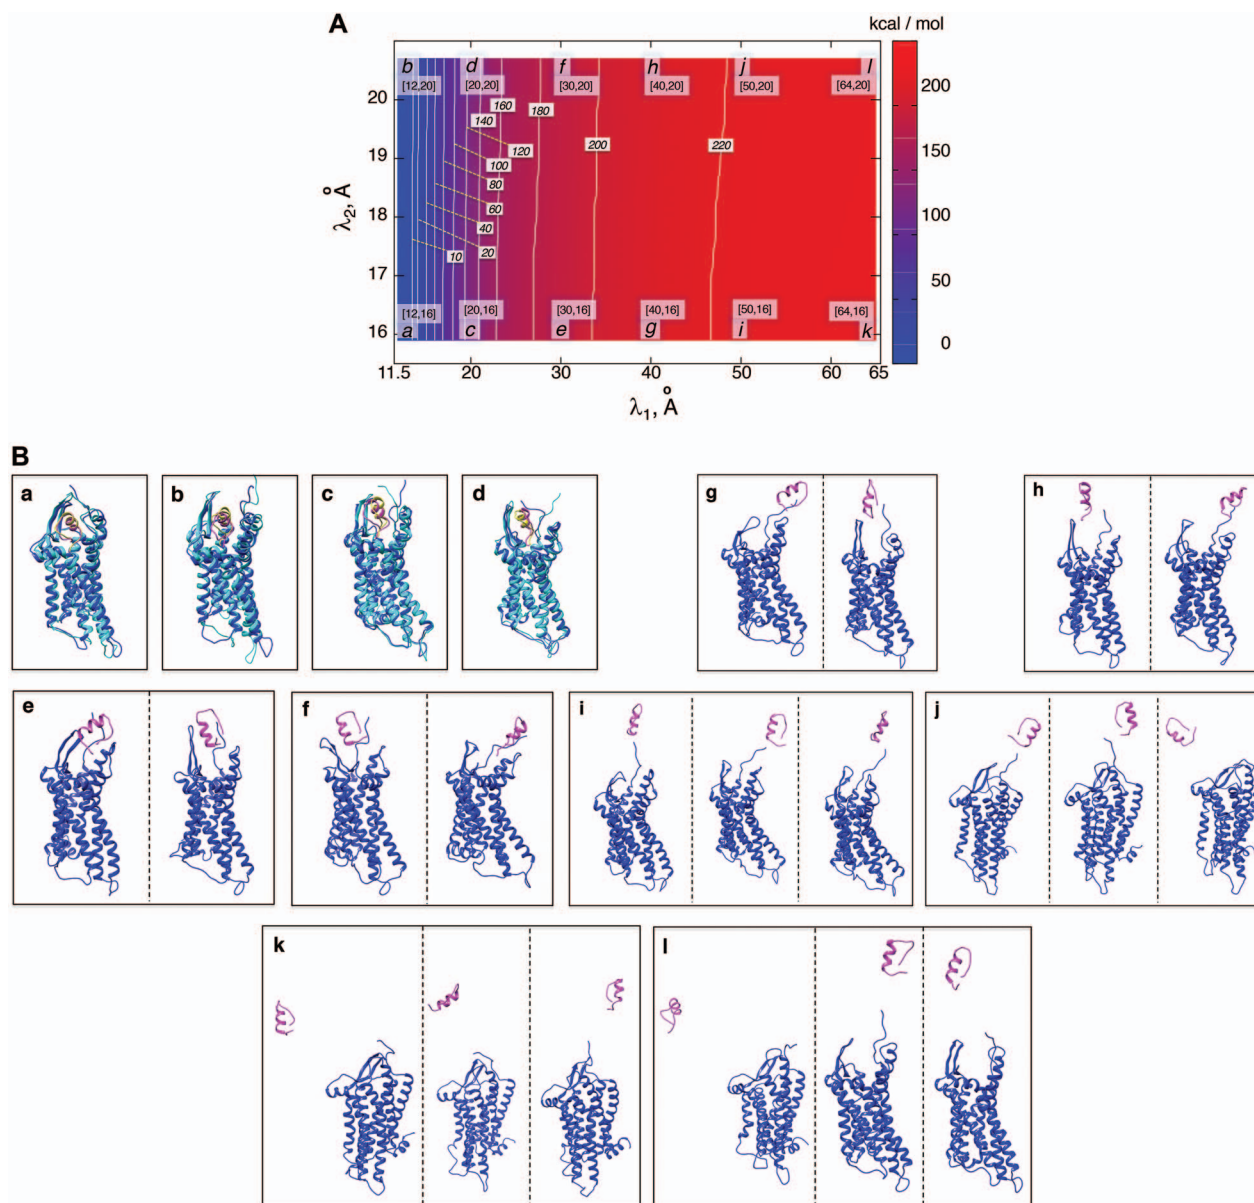 A
kcal / mol
b d f h j l
[12,20] [20,20] [30,20] [40,20] [50,20] [64,20]
160
180
140
200 220
120
100
80
60
40
20
10
[12,16] [20,16] [30,16] [40,16] [50,16] [64,16]
a c e g i k
20
19
18
17
16
λ2, Å
11.5 20 30 40 50 60 65
λ1, Å
200
150
100
50
0
B
a b c d g h
e f i j
k l